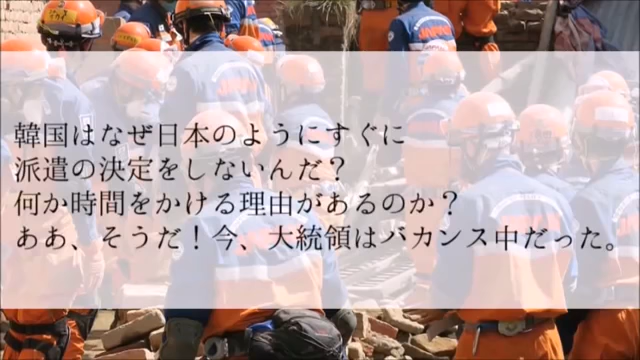 韓国はなぜ日本のようにすぐに
派遣の決定をしないんだ？
何か時間をかける理由があるのか？
ああ、そうだ！今、大統領はバカンス中だった。